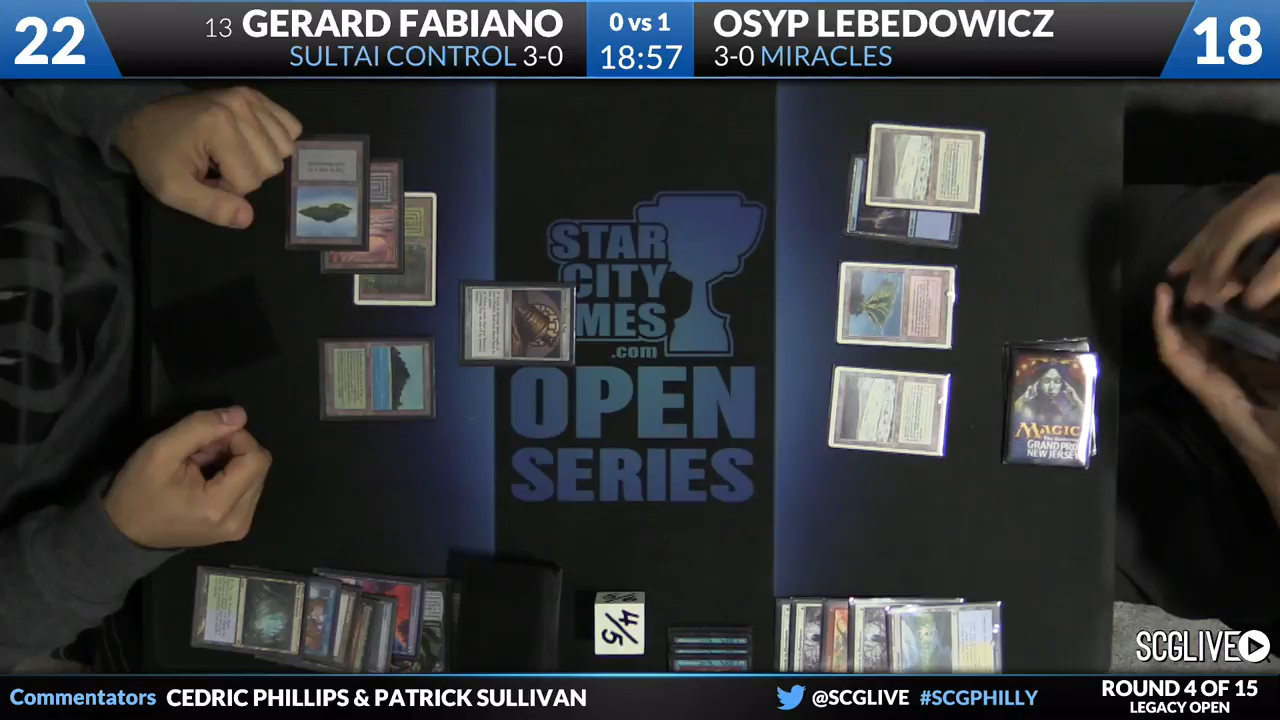 22
13 GERARD FABIANO
SULTAI CONTROL 3-0
0 vs 1
18:57
OSYP LEBEDOWICZ
3-0 MIRACLES
18
STAR
CITY
GAMES
.com
OPEN
SERIES
MAGIC
GRAND PRIX
NEW JERSEY
4/5
SCGLIVE
Commentators CEDRIC PHILLIPS & PATRICK SULLIVAN
@SCGLIVE #SCGPHILLY
ROUND 4 OF 15
LEGACY OPEN